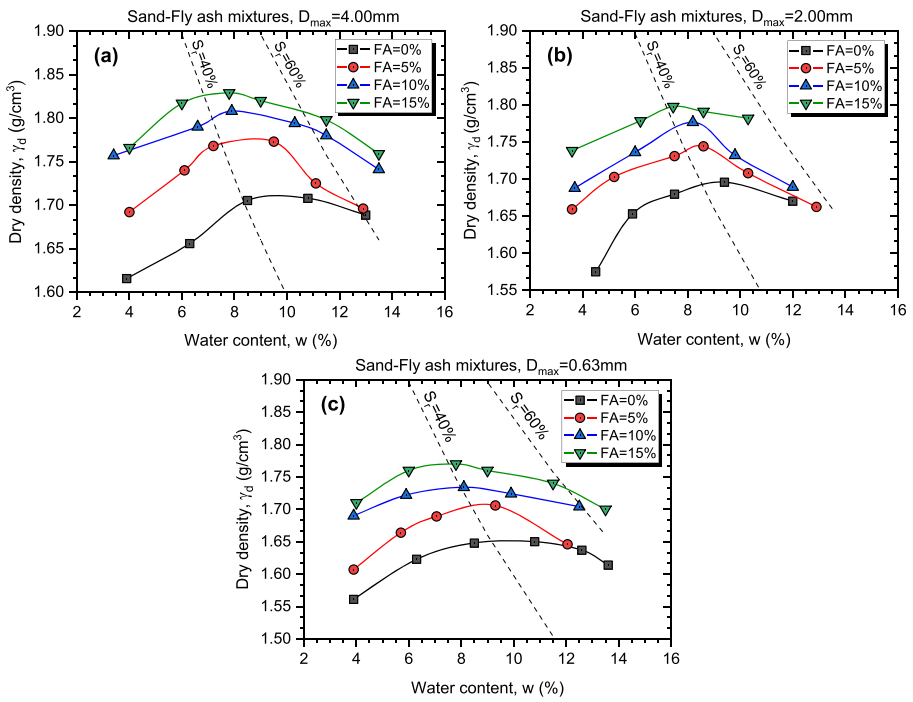 Sand-Fly ash mixtures, Dmax=4.00mm
(a)
Sr=40%
Sr=60%
FA=0%
FA=5%
FA=10%
FA=15%
1.90
1.85
1.80
1.75
1.70
1.65
1.60
Dry density, γd (g/cm³)
2 4 6 8 10 12 14 16
Water content, w (%)
Sand-Fly ash mixtures, Dmax=2.00mm
(b)
Sr=40%
Sr=60%
FA=0%
FA=5%
FA=10%
FA=15%
1.90
1.85
1.80
1.75
1.70
1.65
1.60
1.55
Dry density, γd (g/cm³)
2 4 6 8 10 12 14 16
Water content, w (%)
Sand-Fly ash mixtures, Dmax=0.63mm
(c)
Sr=40%
Sr=60%
FA=0%
FA=5%
FA=10%
FA=15%
1.90
1.85
1.80
1.75
1.70
1.65
1.60
1.55
1.50
Dry density, γd (g/cm³)
2 4 6 8 10 12 14 16
Water content, w (%)